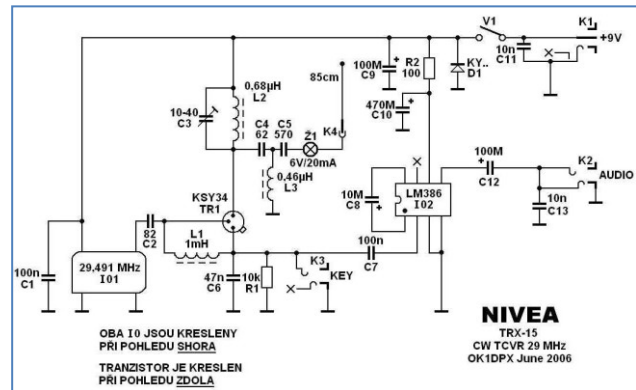 V1
K1
+9V
10n
C11
100M
C9
R2
100
KY..
D1
0,68µH
L2
85cm
10-40
C3
C4
62
C5
570
Ž1
6V/20mA
K4
470M
C10
0,46µH
L3
100M
C12
K2
AUDIO
10n
C13
KSY34
TR1
10M
C8
LM386
I02
82
C2
L1
1mH
100n
C7
100n
C1
29.491 MHz
I01
47n
C6
10k
R1
K3
KEY
OBA IO JSOU KRESLENY
PŘI POHLEDU SHORA
TRANZISTOR JE KRESLEN
PŘI POHLEDU ZDOLA
NIVEA
TRX-15
CW TCVR 29 MHz
OK1DPX June 2006